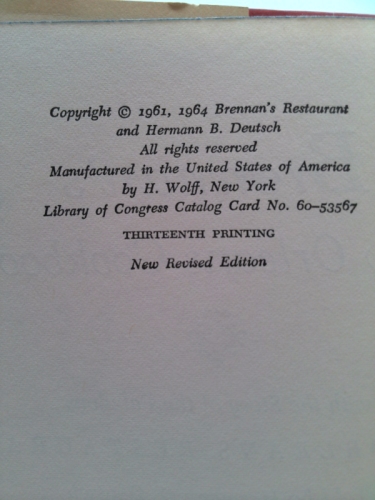 Copyright © 1961, 1964 Brennan's Restaurant
and Hermann B. Deutsch
All rights reserved
Manufactured in the United States of America
by H. Wolff, New York
Library of Congress Catalog Card No. 60–53567
THIRTEENTH PRINTING
New Revised Edition